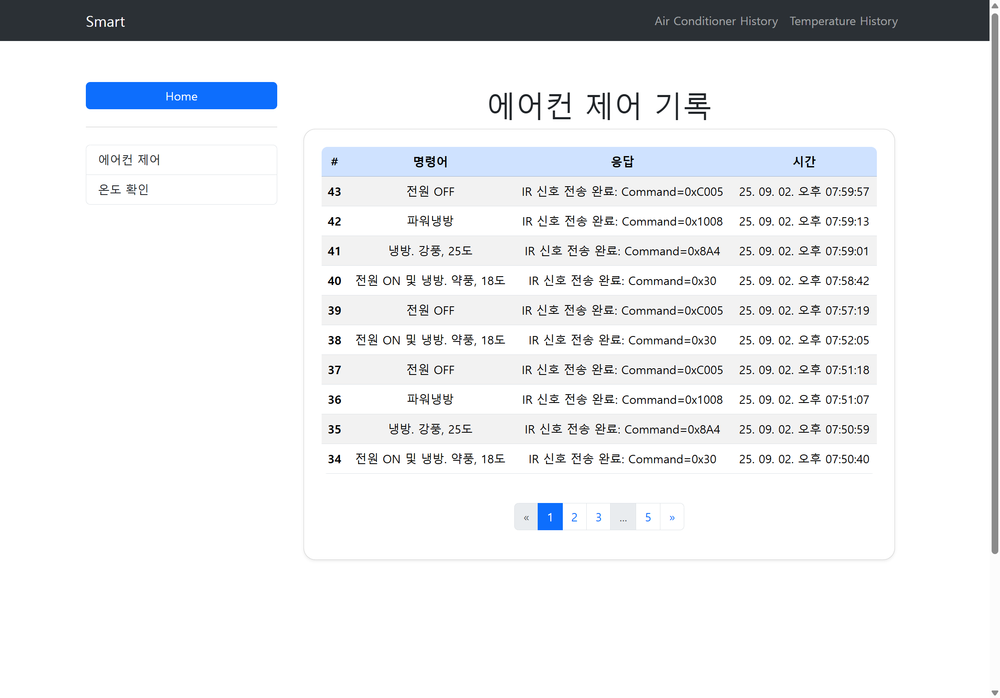 Smart Air Conditioner History Temperature History
Home
에어컨 제어
온도 확인
에어컨 제어 기록
# 명령어 응답 시간
43 전원 OFF IR 신호 전송 완료: Command=0xC005 25. 09. 02. 오후 07:59:57
42 파워냉방 IR 신호 전송 완료: Command=0x1008 25. 09. 02. 오후 07:59:13
41 냉방. 강풍, 25도 IR 신호 전송 완료: Command=0x8A4 25. 09. 02. 오후 07:59:01
40 전원 ON 및 냉방. 약풍, 18도 IR 신호 전송 완료: Command=0x30 25. 09. 02. 오후 07:58:42
39 전원 OFF IR 신호 전송 완료: Command=0xC005 25. 09. 02. 오후 07:57:19
38 전원 ON 및 냉방. 약풍, 18도 IR 신호 전송 완료: Command=0x30 25. 09. 02. 오후 07:52:05
37 전원 OFF IR 신호 전송 완료: Command=0xC005 25. 09. 02. 오후 07:51:18
36 파워냉방 IR 신호 전송 완료: Command=0x1008 25. 09. 02. 오후 07:51:07
35 냉방. 강풍, 25도 IR 신호 전송 완료: Command=0x8A4 25. 09. 02. 오후 07:50:59
34 전원 ON 및 냉방. 약풍, 18도 IR 신호 전송 완료: Command=0x30 25. 09. 02. 오후 07:50:40
« 1 2 3 ... 5 »